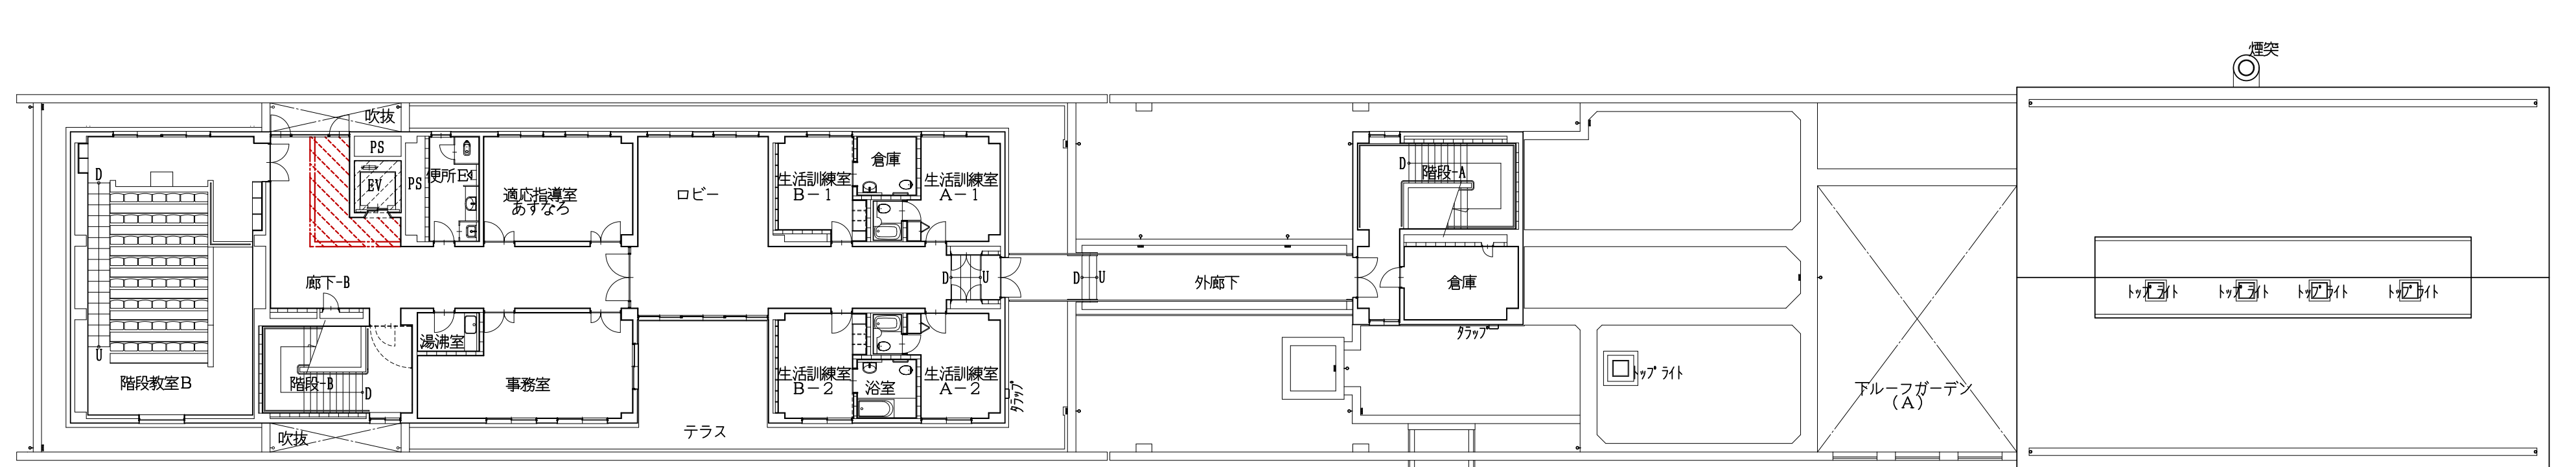 煙突
吹抜
PS
EV
PS
便所E
適応指導室
あすなろ
ロビー
生活訓練室
B－1
倉庫
生活訓練室
A－1
D
廊下-B
D
U
D
U
外廊下
D
階段-A
倉庫
タラップ
トップライト
トップライト
トップライト
トップライト
U
階段教室B
階段-B
D
吹抜
湯沸室
事務室
テラス
生活訓練室
B－2
浴室
生活訓練室
A－2
タラップ
トップライト
下ルーフガーデン
（A）